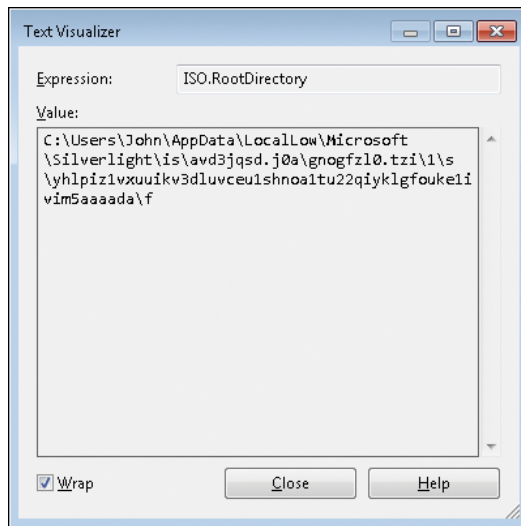 Text Visualizer
Expression: ISO.RootDirectory
Value:
C:\Users\John\AppData\LocalLow\Microsoft
\Silverlight\is\avd3jqsd.j0a\gnogfzl0.tzi\1\s
\yhlpiz1vxuuikv3dluvceu1shnoa1tu22qiyklgfouke1i
vim5aaaada\f
Wrap Close Help